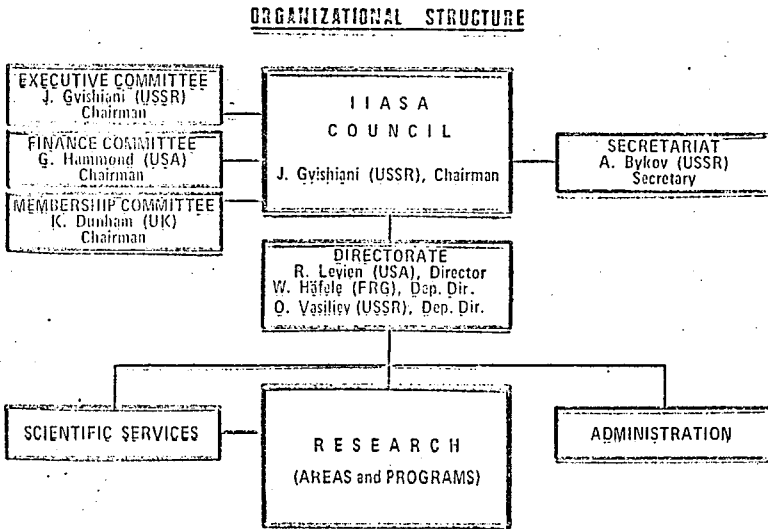 ORGANIZATIONAL STRUCTURE
EXECUTIVE COMMITTEE
J. Gvishiani (USSR)
Chairman
FINANCE COMMITTEE
G. Hammond (USA)
Chairman
MEMBERSHIP COMMITTEE
K. Dunham (UK)
Chairman
IIASA
COUNCIL
J. Gvishiani (USSR), Chairman
SECRETARIAT
A. Bykov (USSR)
Secretary
DIRECTORATE
R. Levien (USA), Director
W. Häfele (FRG), Dep. Dir.
O. Vasiliev (USSR), Dep. Dir.
SCIENTIFIC SERVICES
RESEARCH
(AREAS and PROGRAMS)
ADMINISTRATION